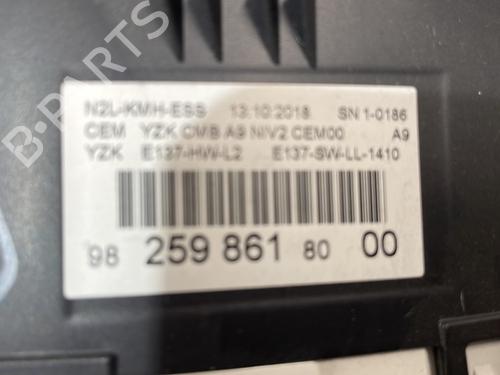 B-PARTS
N2L-KMH-ESS 13.10.2018 SN 1-0186
CEM YZK CMB A9 NIV2 CEM00 A9
YZK E137-HW-L2 E137-SW-LL-1410
98 259 861 80 00